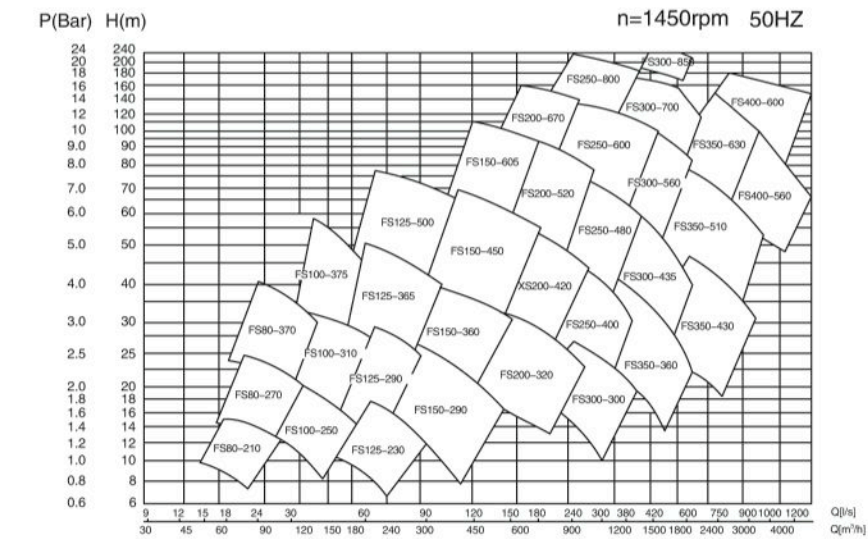 P(Bar) H(m) n=1450rpm 50HZ
24 240
20 200
18 180
16 160
14 140
12 120
10 100
9.0 90
8.0 80
7.0 70
6.0 60
5.0 50
4.0 40
3.0 30
2.5 25
2.0 20
1.8 18
1.6 16
1.4 14
1.2 12
1.0 10
0.8 8
0.6 6
FS300-850
FS250-800
FS400-600
FS300-700
FS200-670
FS250-600
FS350-630
FS150-605
FS300-560
FS200-520
FS400-560
FS125-500
FS350-510
FS250-480
FS150-450
FS100-375
FS300-435
XS200-420
FS125-365
FS250-400
FS350-430
FS80-370
FS150-360
FS100-310
FS350-360
FS200-320
FS125-290
FS80-270
FS300-300
FS150-290
FS100-250
FS80-210
FS125-230
9 12 15 18 24 30 60 90 120 150 180 240 300 380 420 600 750 900 1000 1200 Q[l/s]
30 45 60 90 120 150 180 240 300 450 600 900 1200 1500 1800 2400 3000 4000 Q[m³/h]